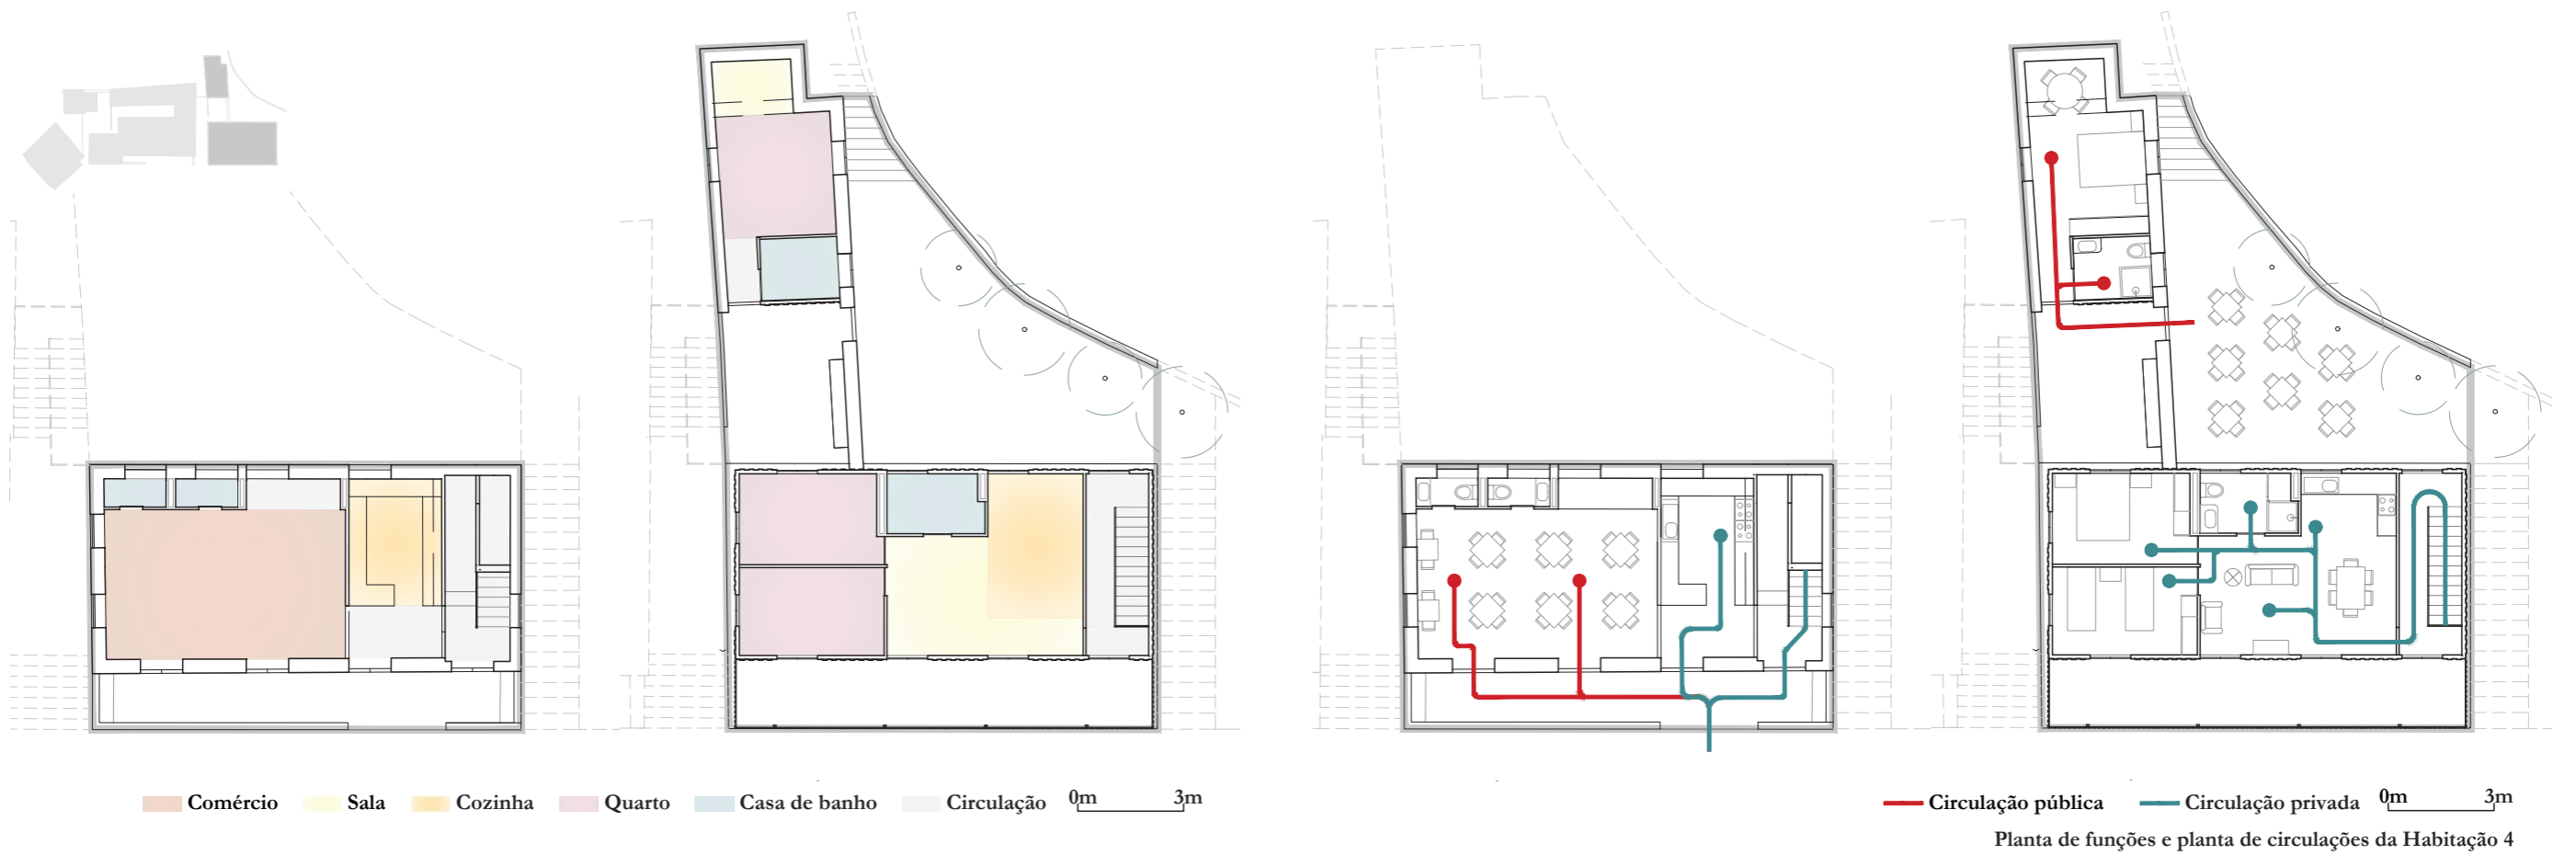 Comércio Sala Cozinha Quarto Casa de banho Circulação 0m 3m
Circulação pública Circulação privada 0m 3m
Planta de funções e planta de circulações da Habitação 4